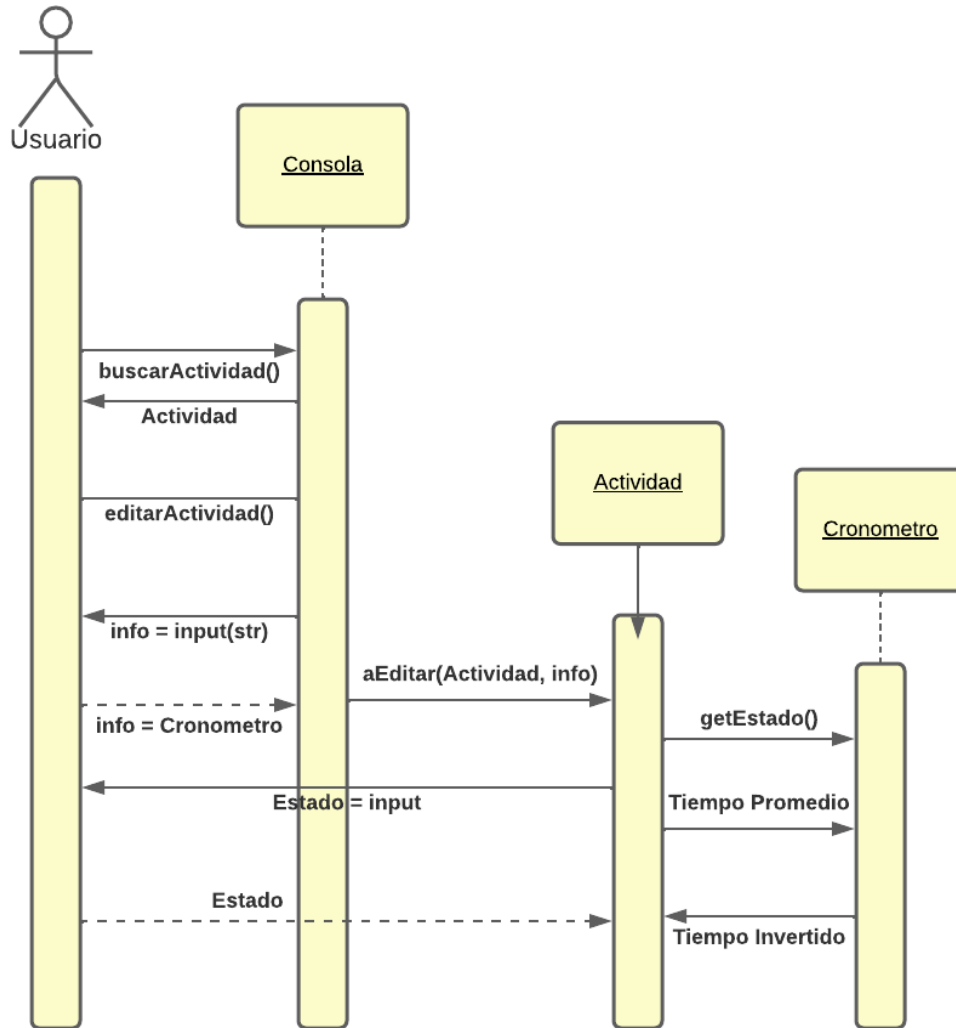 Usuario
Consola
buscarActividad()
Actividad
Actividad
editarActividad()
Cronometro
info = input(str)
aEditar(Actividad, info)
info = Cronometro
getEstado()
Estado = input
Tiempo Promedio
Estado
Tiempo Invertido